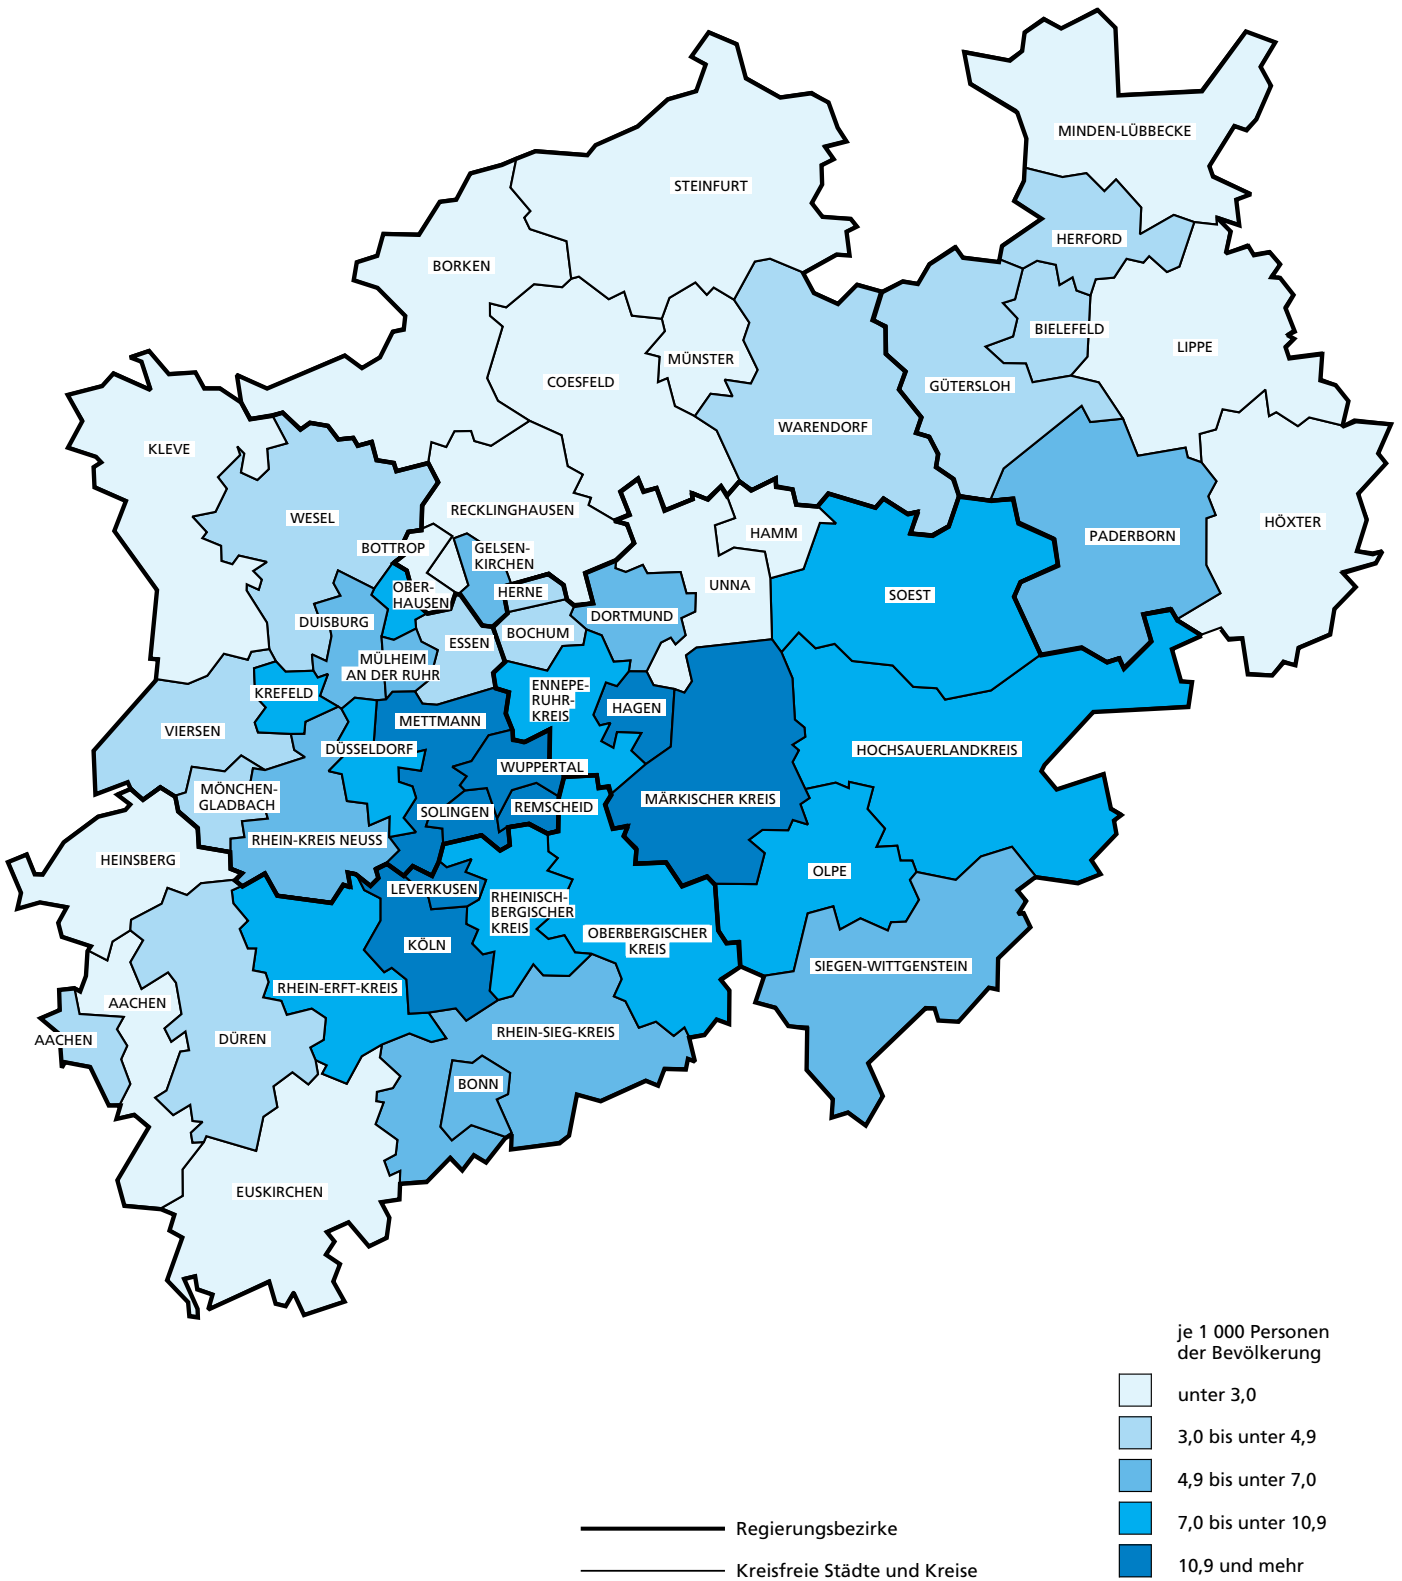 MINDEN-LÜBBECKE
STEINFURT
HERFORD
BORKEN
BIELEFELD
LIPPE
MÜNSTER
COESFELD
GÜTERSLOH
WARENDORF
KLEVE
RECKLINGHAUSEN
WESEL
HÖXTER
HAMM
PADERBORN
BOTTROP
GELSEN-
KIRCHEN
UNNA
OBER-
HAUSEN
HERNE
SOEST
DORTMUND
DUISBURG
BOCHUM
ESSEN
MÜLHEIM
AN DER RUHR
KREFELD
ENNEPE-
RUHR-
KREIS
HAGEN
METTMANN
VIERSEN
DÜSSELDORF
HOCHSAUERLANDKREIS
WUPPERTAL
MÖNCHEN-
GLADBACH
MÄRKISCHER KREIS
REMSCHEID
SOLINGEN
RHEIN-KREIS NEUSS
HEINSBERG
OLPE
LEVERKUSEN
RHEINISCH-
BERGISCHER
KREIS
OBERBERGISCHER
KREIS
KÖLN
SIEGEN-WITTGENSTEIN
RHEIN-ERFT-KREIS
AACHEN
RHEIN-SIEG-KREIS
AACHEN
DÜREN
BONN
EUSKIRCHEN
je 1 000 Personen
der Bevölkerung
unter 3,0
3,0 bis unter 4,9
4,9 bis unter 7,0
7,0 bis unter 10,9
10,9 und mehr
Regierungsbezirke
Kreisfreie Städte und Kreise